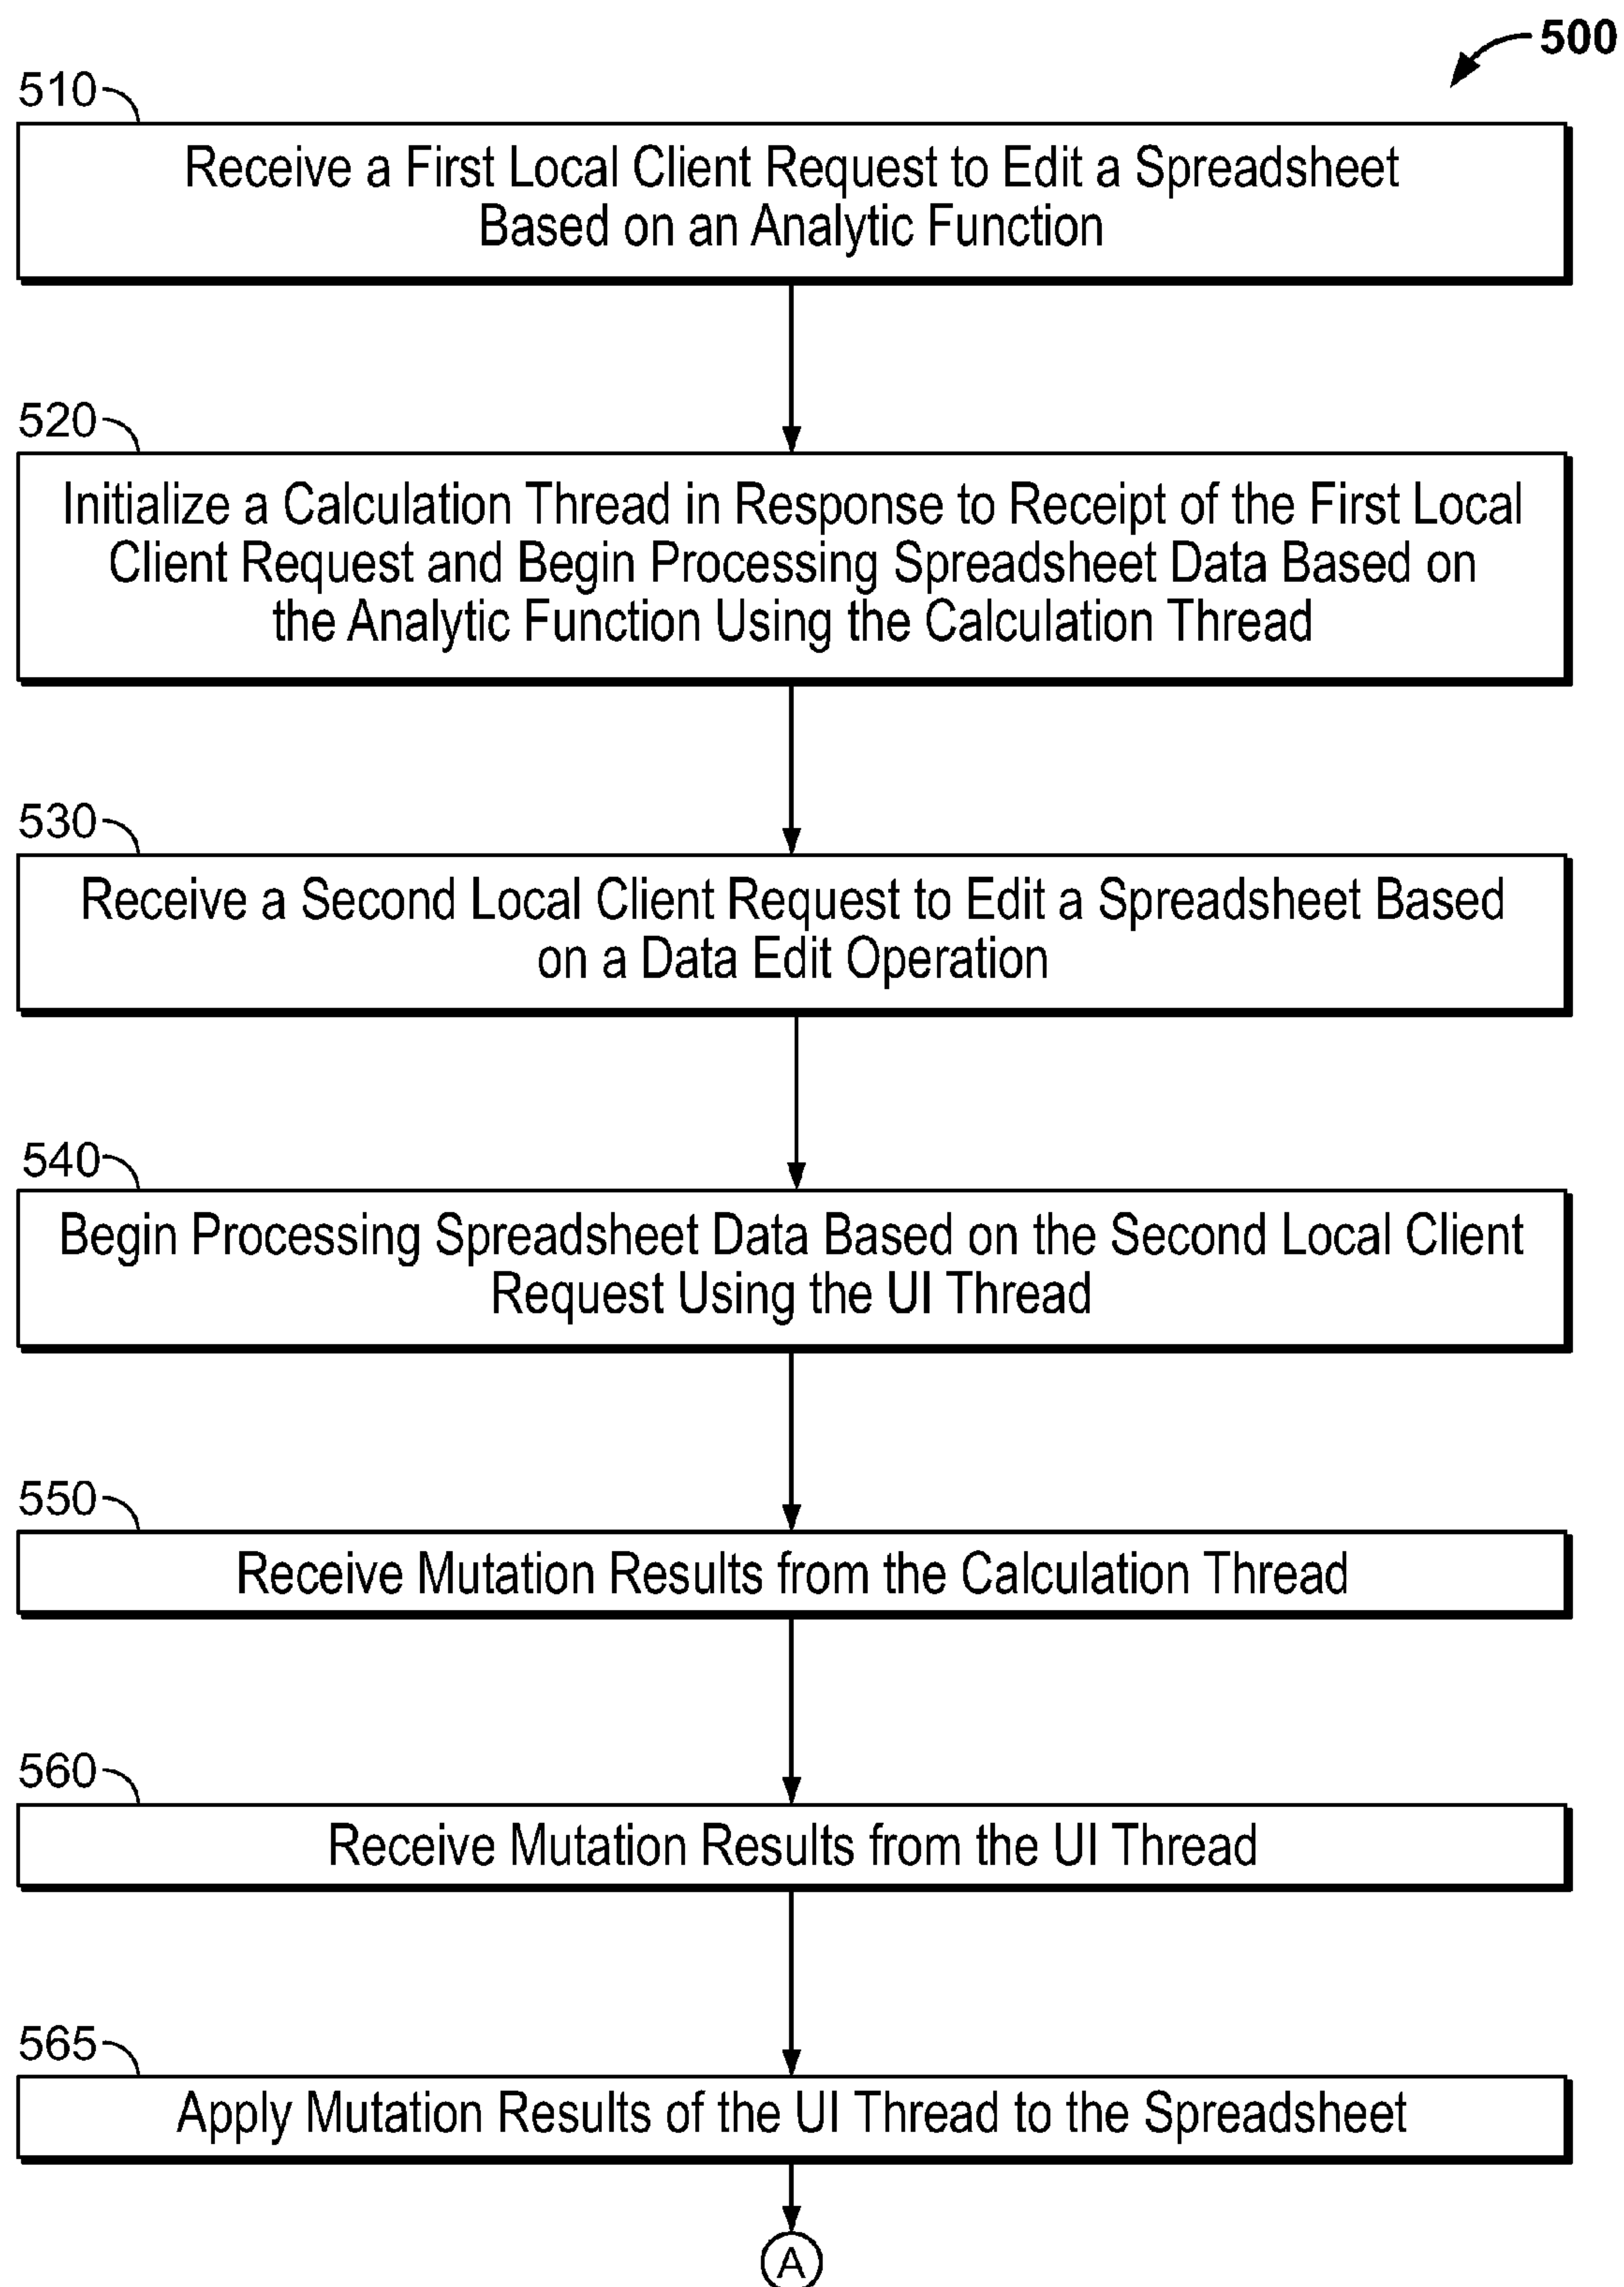 500
510
Receive a First Local Client Request to Edit a Spreadsheet
Based on an Analytic Function
520
Initialize a Calculation Thread in Response to Receipt of the First Local
Client Request and Begin Processing Spreadsheet Data Based on
the Analytic Function Using the Calculation Thread
530
Receive a Second Local Client Request to Edit a Spreadsheet Based
on a Data Edit Operation
540
Begin Processing Spreadsheet Data Based on the Second Local Client
Request Using the UI Thread
550
Receive Mutation Results from the Calculation Thread
560
Receive Mutation Results from the UI Thread
565
Apply Mutation Results of the UI Thread to the Spreadsheet
A